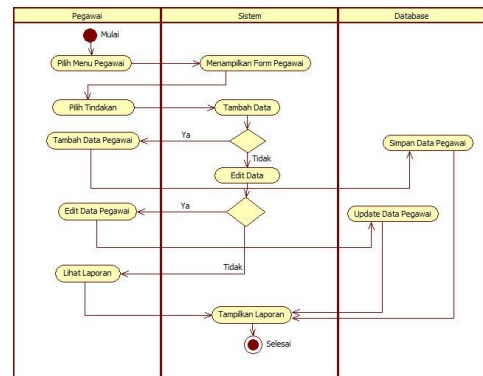 Pegawai
Sistem
Database
Mulai
Pilih Menu Pegawai
Menampilkan Form Pegawai
Pilih Tindakan
Tambah Data
Tambah Data Pegawai
Ya
Simpan Data Pegawai
Tidak
Edit Data
Edit Data Pegawai
Ya
Update Data Pegawai
Lihat Laporan
Tidak
Tampilkan Laporan
Selesai